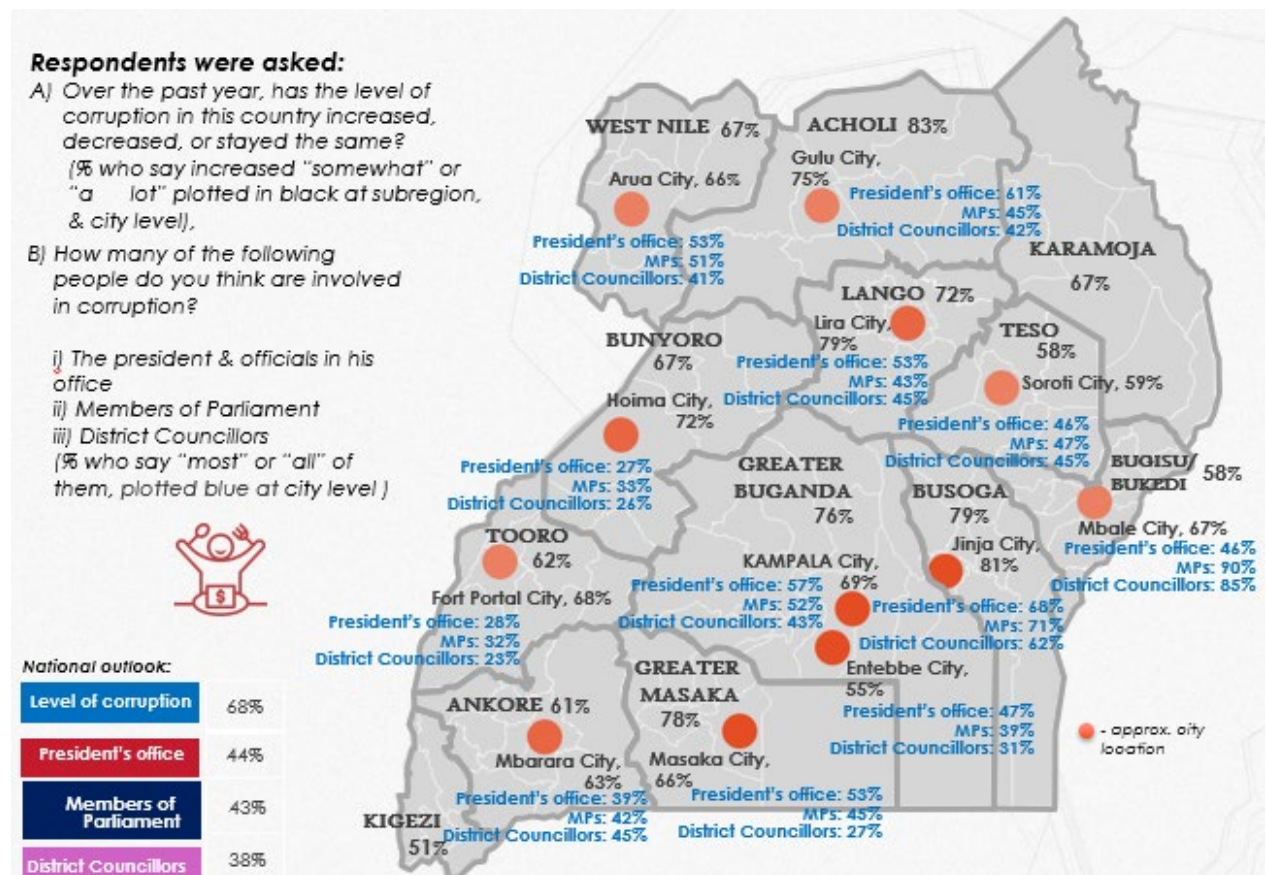 Respondents were asked:
A) Over the past year, has the level of
corruption in this country increased,
decreased, or stayed the same?
(% who say increased "somewhat" or
"a lot" plotted in black at subregion,
& city level),
B) How many of the following
people do you think are involved
in corruption?
i) The president & officials in his
office
ii) Members of Parliament
iii) District Councillors
(% who say "most" or "all" of
them, plotted blue at city level )
$
National outlook:
Level of corruption 68%
President's office 44%
Members of
Parliament 43%
District Councillors 38%
WEST NILE 67%
Arua City, 66%
President's office: 53%
MPs: 51%
District Councillors: 41%
ACHOLI 83%
Gulu City,
75%
President's office: 61%
MPs: 45%
District Councillors: 42%
KARAMOJA
67%
LANGO 72%
Lira City,
79%
President's office: 53%
MPs: 43%
District Councillors: 45%
TESO
58%
Soroti City, 59%
President's office: 46%
MPs: 47%
District Councillors: 45%
BUNYORO
67%
Hoima City,
72%
President's office: 27%
MPs: 33%
District Councillors: 26%
BUGISU/
BUKEDI 58%
Mbale City, 67%
President's office: 46%
MPs: 90%
District Councillors: 85%
GREATER
BUGANDA
76%
KAMPALA City,
69%
President's office: 57%
MPs: 52%
District Councillors: 43%
BUSOGA
79%
Jinja City,
81%
President's office: 68%
MPs: 71%
District Councillors: 62%
Entebbe City,
55%
President's office: 47%
MPs: 39%
District Councillors: 31%
TOORO
62%
Fort Portal City, 68%
President's office: 28%
MPs: 32%
District Councillors: 23%
GREATER
MASAKA
78%
Masaka City,
66%
President's office: 53%
MPs: 45%
District Councillors: 27%
ANKORE 61%
Mbarara City,
63%
President's office: 39%
MPs: 42%
District Councillors: 45%
KIGEZI
51%
- approx. city
location